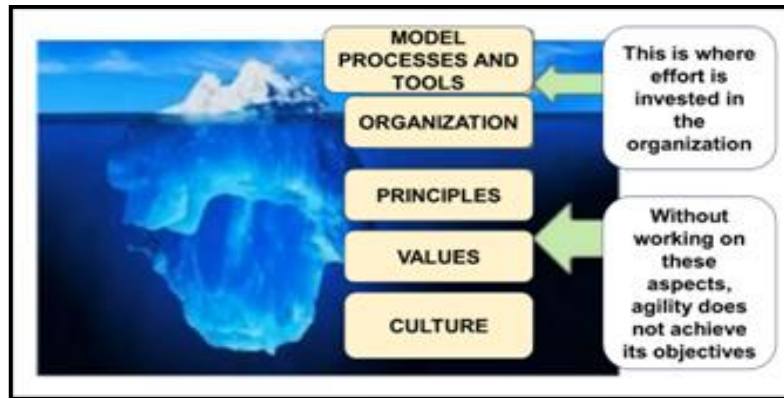 MODEL
PROCESSES AND
TOOLS
ORGANIZATION
PRINCIPLES
VALUES
CULTURE
This is where
effort is
invested in
the
organization
Without
working on
these
aspects,
agility does
not achieve
its objectives